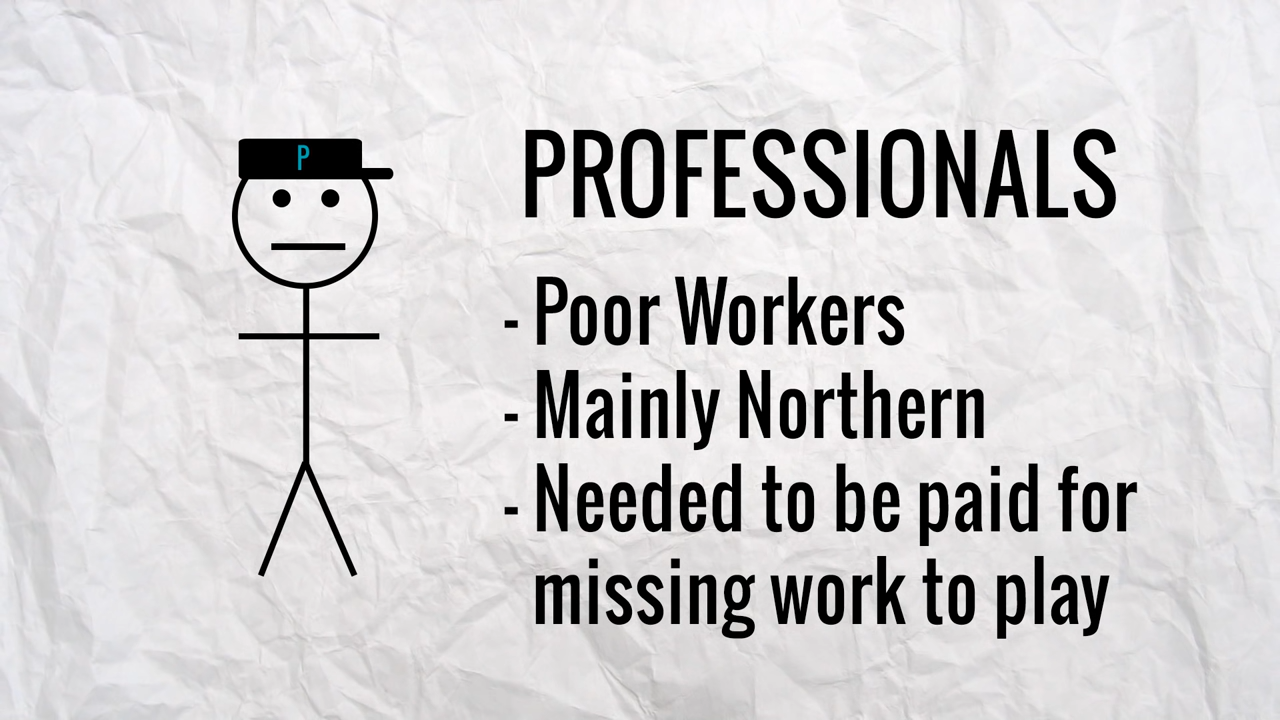 P
PROFESSIONALS
- Poor Workers
- Mainly Northern
- Needed to be paid for
missing work to play